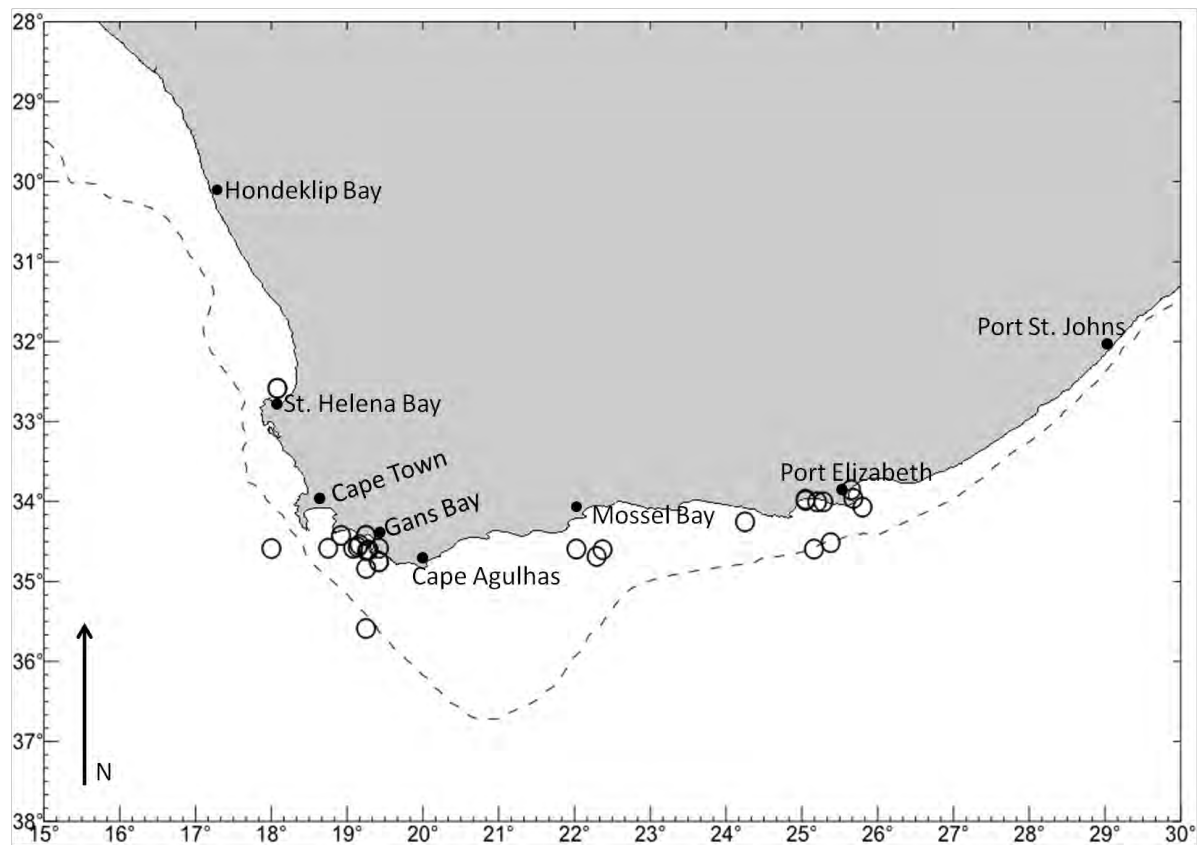 28°
29°
30°
31°
32°
33°
34°
35°
36°
37°
38°
Hondeklip Bay
Port St. Johns
St. Helena Bay
Cape Town
Port Elizabeth
Gans Bay
Mossel Bay
Cape Agulhas
N
15° 16° 17° 18° 19° 20° 21° 22° 23° 24° 25° 26° 27° 28° 29° 30°